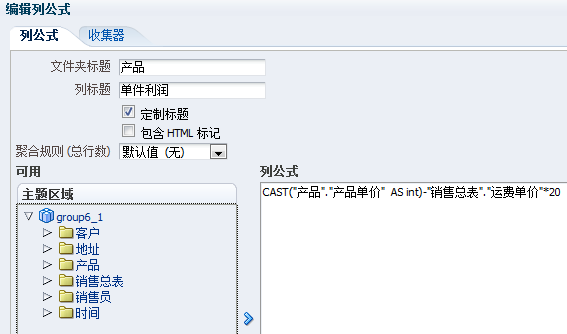 编辑列公式
列公式 收集器
文件夹标题 产品
列标题 单件利润
定制标题
包含 HTML 标记
聚合规则 (总行数) 默认值 (无)
可用 列公式
主题区域 CAST("产品"."产品单价" AS int)-"销售总表"."运费单价"*20
group6_1
客户
地址
产品
销售总表
销售员
时间